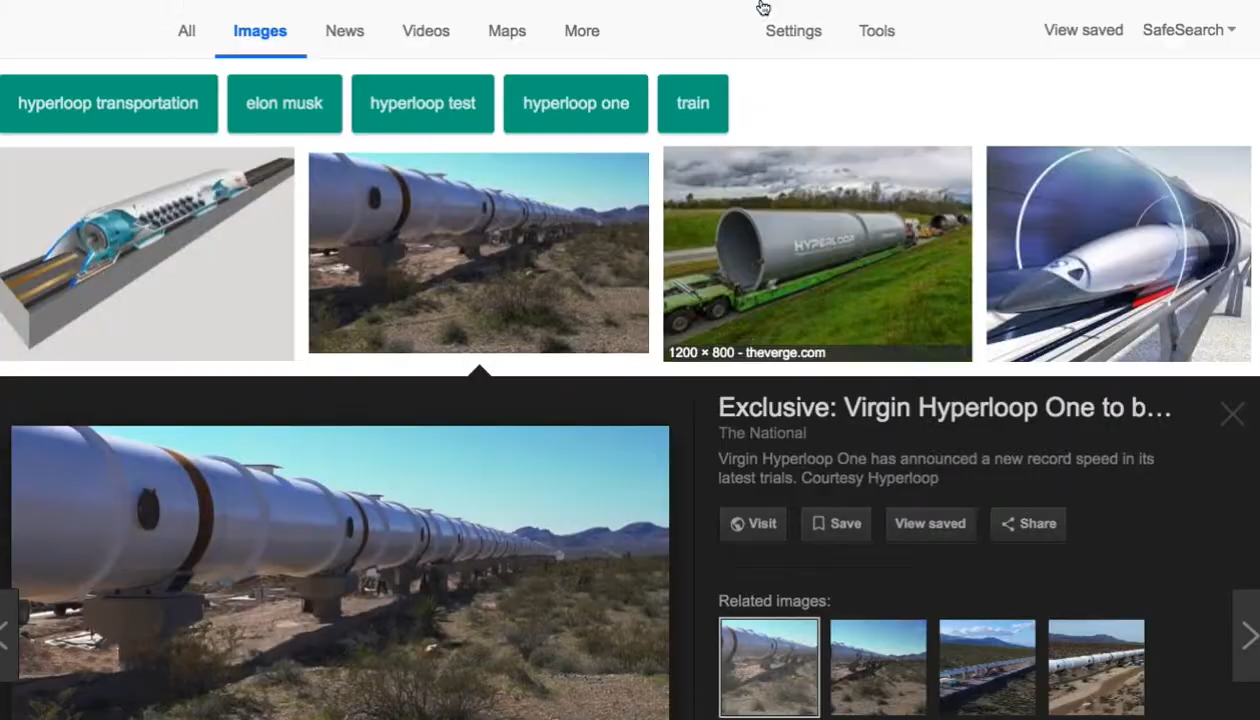 All Images News Videos Maps More Settings Tools View saved SafeSearch
hyperloop transportation elon musk hyperloop test hyperloop one train
HYPERLOOP
1200 × 800 - theverge.com
Exclusive: Virgin Hyperloop One to b...
The National
Virgin Hyperloop One has announced a new record speed in its
latest trials. Courtesy Hyperloop
Visit Save View saved Share
Related images: